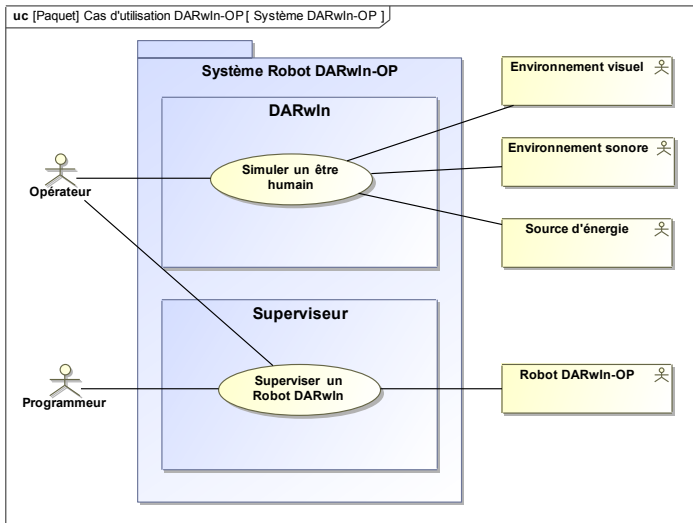 uc [Paquet] Cas d'utilisation DARwIn-OP [ Système DARwIn-OP ]
Système Robot DARwIn-OP
DARwIn
Simuler un être
humain
Opérateur
Environnement visuel
Environnement sonore
Source d'énergie
Superviseur
Superviser un
Robot DARwIn
Programmeur
Robot DARwIn-OP